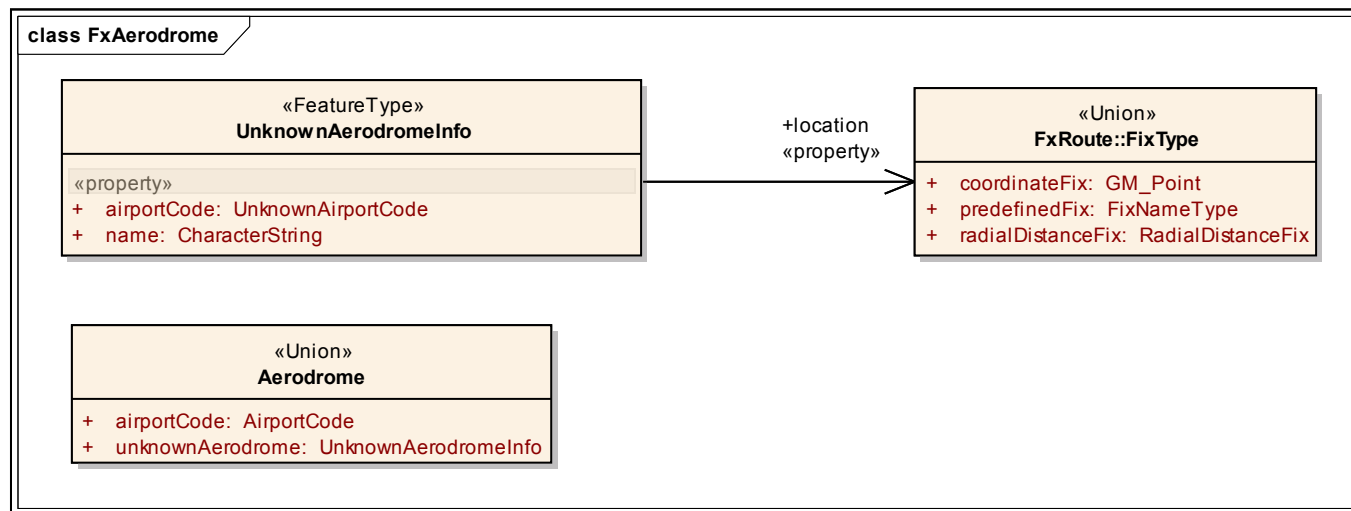 class FxAerodrome
«FeatureType»
UnknownAerodromeInfo
«property»
+ airportCode: UnknownAirportCode
+ name: CharacterString
+location
«property»
«Union»
FxRoute::FixType
+ coordinateFix: GM_Point
+ predefinedFix: FixNameType
+ radialDistanceFix: RadialDistanceFix
«Union»
Aerodrome
+ airportCode: AirportCode
+ unknownAerodrome: UnknownAerodromeInfo